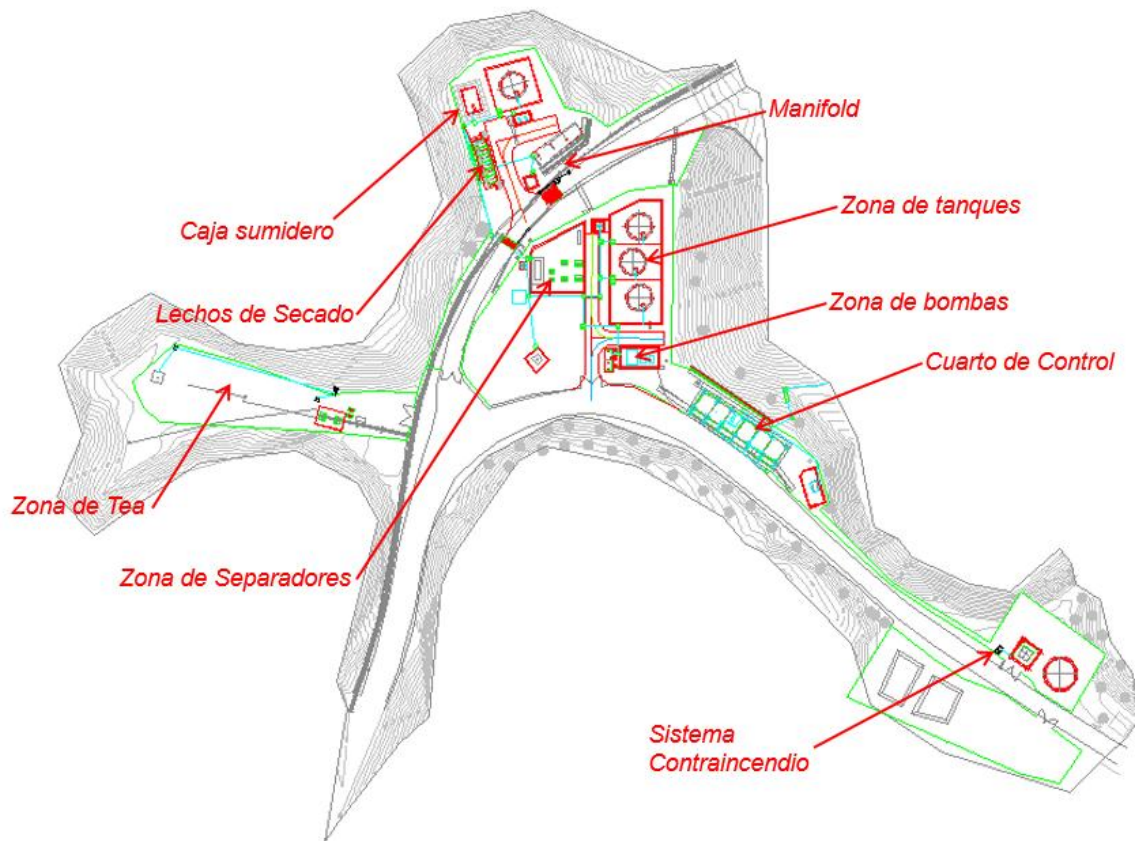 Manifold
Zona de tanques
Caja sumidero
Zona de bombas
Lechos de Secado
Cuarto de Control
Zona de Tea
Zona de Separadores
Sistema
Contraincendio